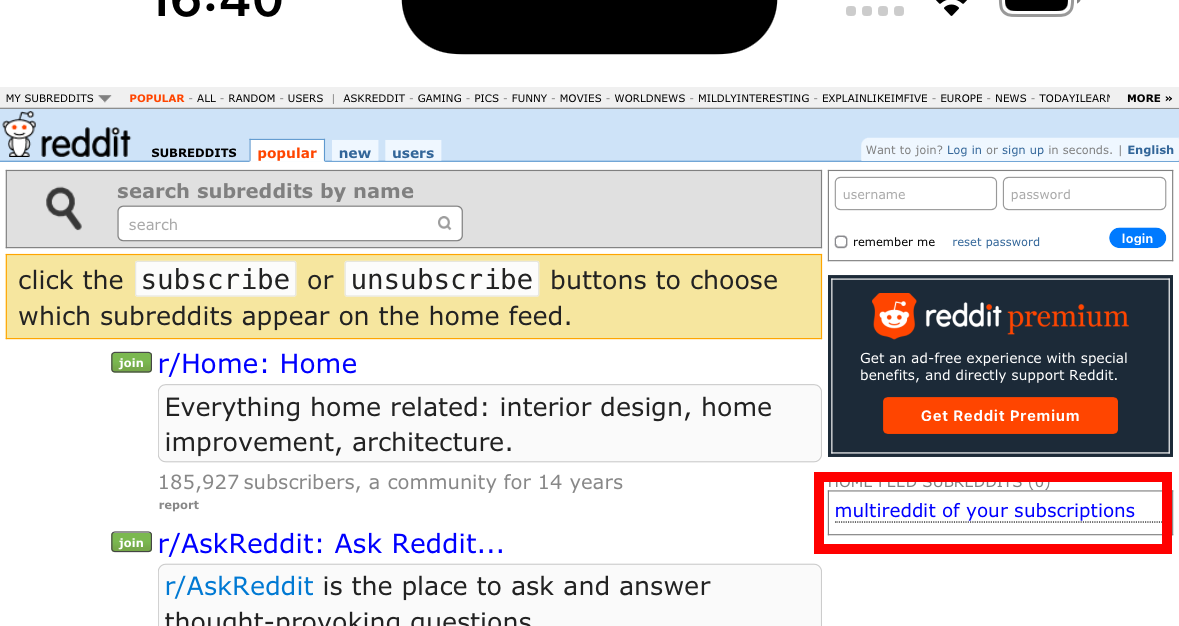 16:40
MY SUBREDDITS POPULAR - ALL - RANDOM - USERS | ASKREDDIT - GAMING - PICS - FUNNY - MOVIES - WORLDNEWS - MILDLYINTERESTING - EXPLAINLIKEIMFIVE - EUROPE - NEWS - TODAYILEARN MORE »
reddit SUBREDDITS popular new users
Want to join? Log in or sign up in seconds. | English
search subreddits by name
search
username password
remember me reset password login
click the subscribe or unsubscribe buttons to choose
which subreddits appear on the home feed.
reddit premium
Get an ad-free experience with special
benefits, and directly support Reddit.
Get Reddit Premium
join r/Home: Home
Everything home related: interior design, home
improvement, architecture.
185,927 subscribers, a community for 14 years
report
HOME FEED SUBREDDITS (0)
multireddit of your subscriptions
join r/AskReddit: Ask Reddit...
r/AskReddit is the place to ask and answer
thought-provoking questions.